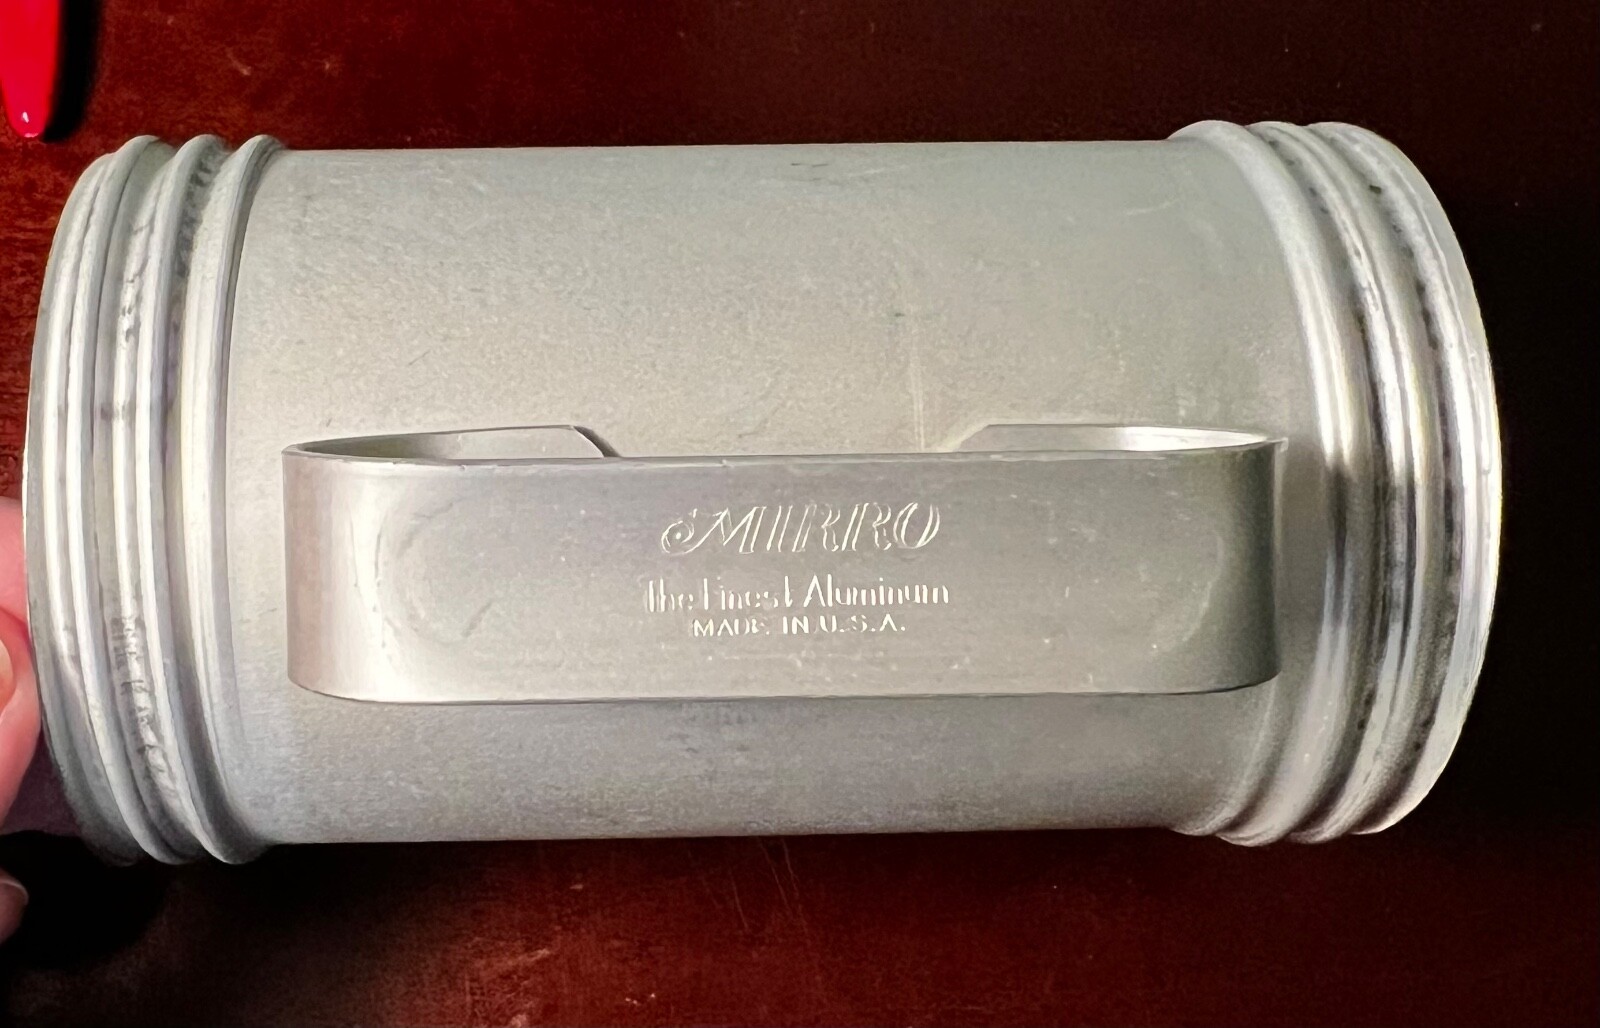 MIRRO
The Finest Aluminum
MADE IN U.S.A.